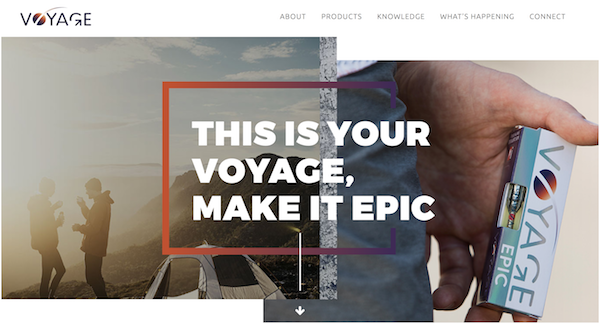 VOYAGE
ABOUT PRODUCTS KNOWLEDGE WHAT'S HAPPENING CONNECT
THIS IS YOUR
VOYAGE,
MAKE IT EPIC
VOYAGE
EPIC